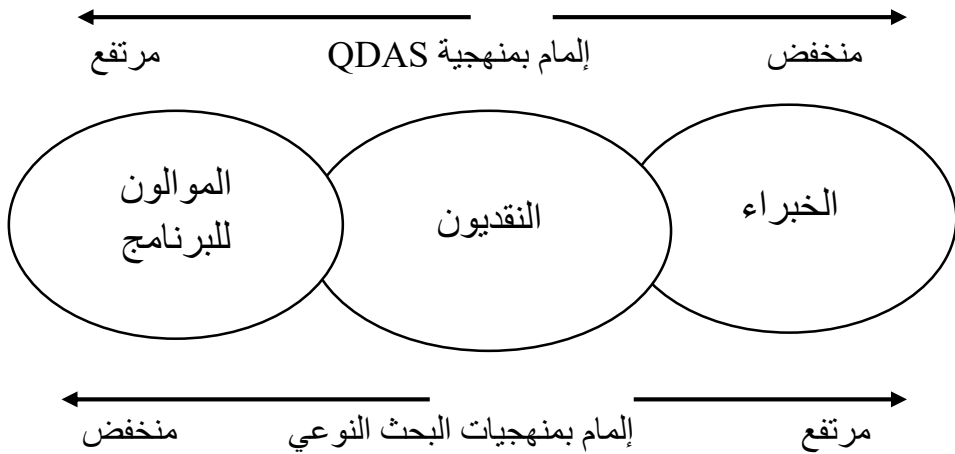 منخفض إلمام بمنهجية QDAS مرتفع
الخبراء
النقديون
الموالون
للبرنامج
مرتفع إلمام بمنهجيات البحث النوعي منخفض